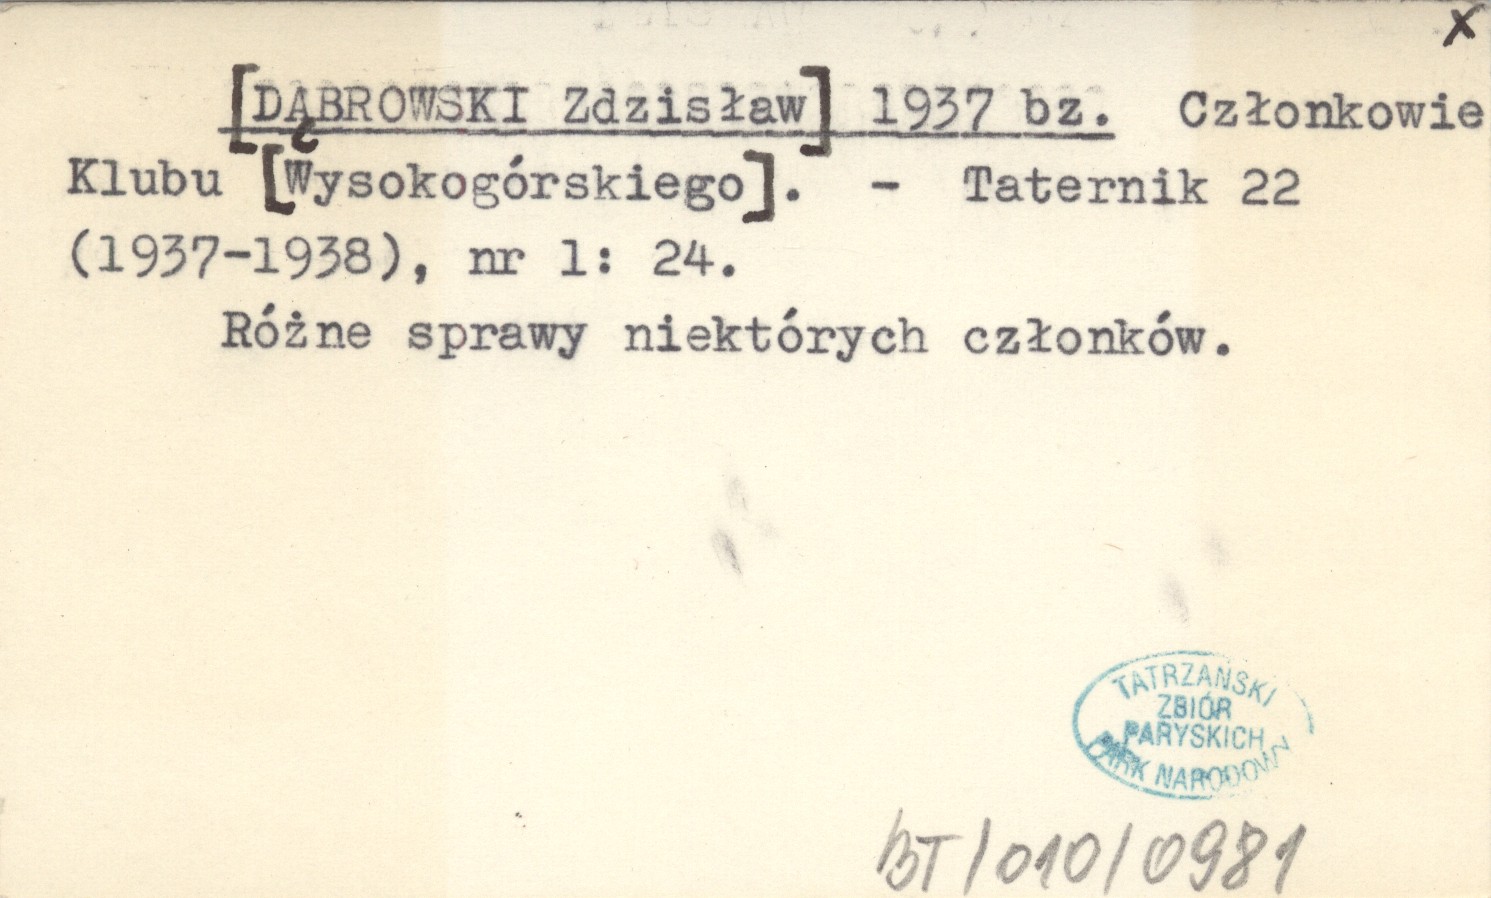 x
[DĄBROWSKI Zdzisław] 1937 bz. Członkowie
Klubu [Wysokogórskiego]. - Taternik 22
(1937-1938), nr 1: 24.
Różne sprawy niektórych członków.
TATRZAŃSKI
ZBIÓR
PARYSKICH
PARK NARODOWY
BT/010/0981